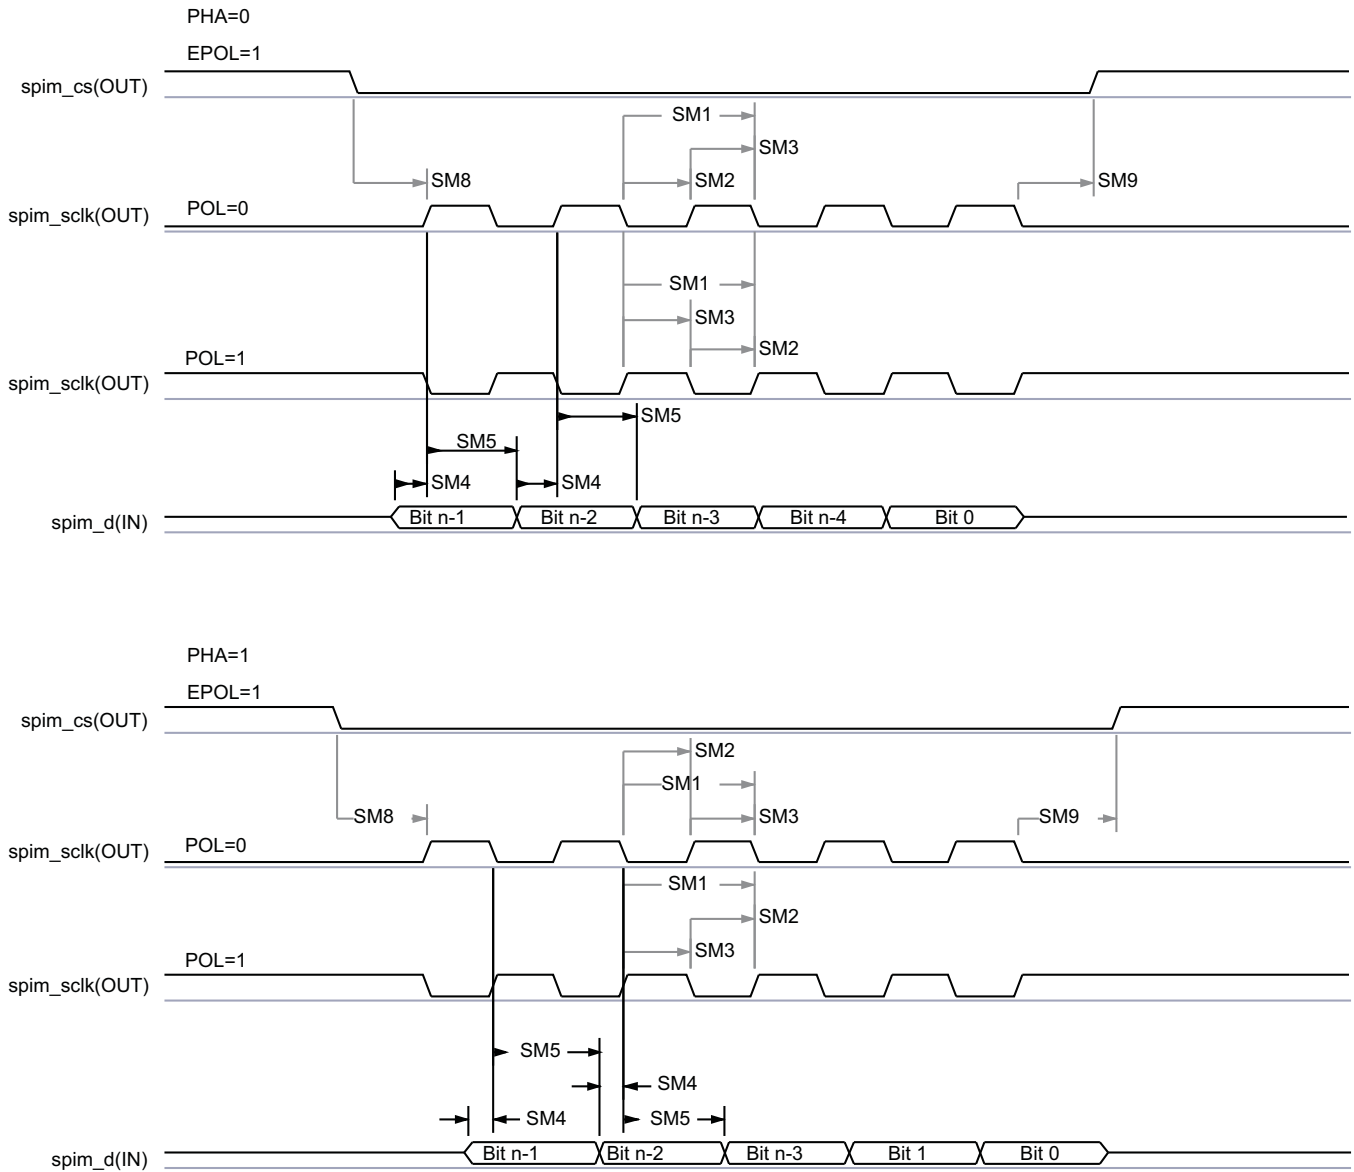 PHA=0
EPOL=1
spim_cs(OUT)
SM1
SM3
SM8
SM2
SM9
POL=0
spim_sclk(OUT)
SM1
SM3
SM2
POL=1
spim_sclk(OUT)
SM5
SM5
SM4
SM4
spim_d(IN)
Bit n-1
Bit n-2
Bit n-3
Bit n-4
Bit 0
PHA=1
EPOL=1
spim_cs(OUT)
SM2
SM1
SM8
SM3
SM9
POL=0
spim_sclk(OUT)
SM1
SM2
SM3
POL=1
spim_sclk(OUT)
SM5
SM4
SM4
SM5
spim_d(IN)
Bit n-1
Bit n-2
Bit n-3
Bit 1
Bit 0